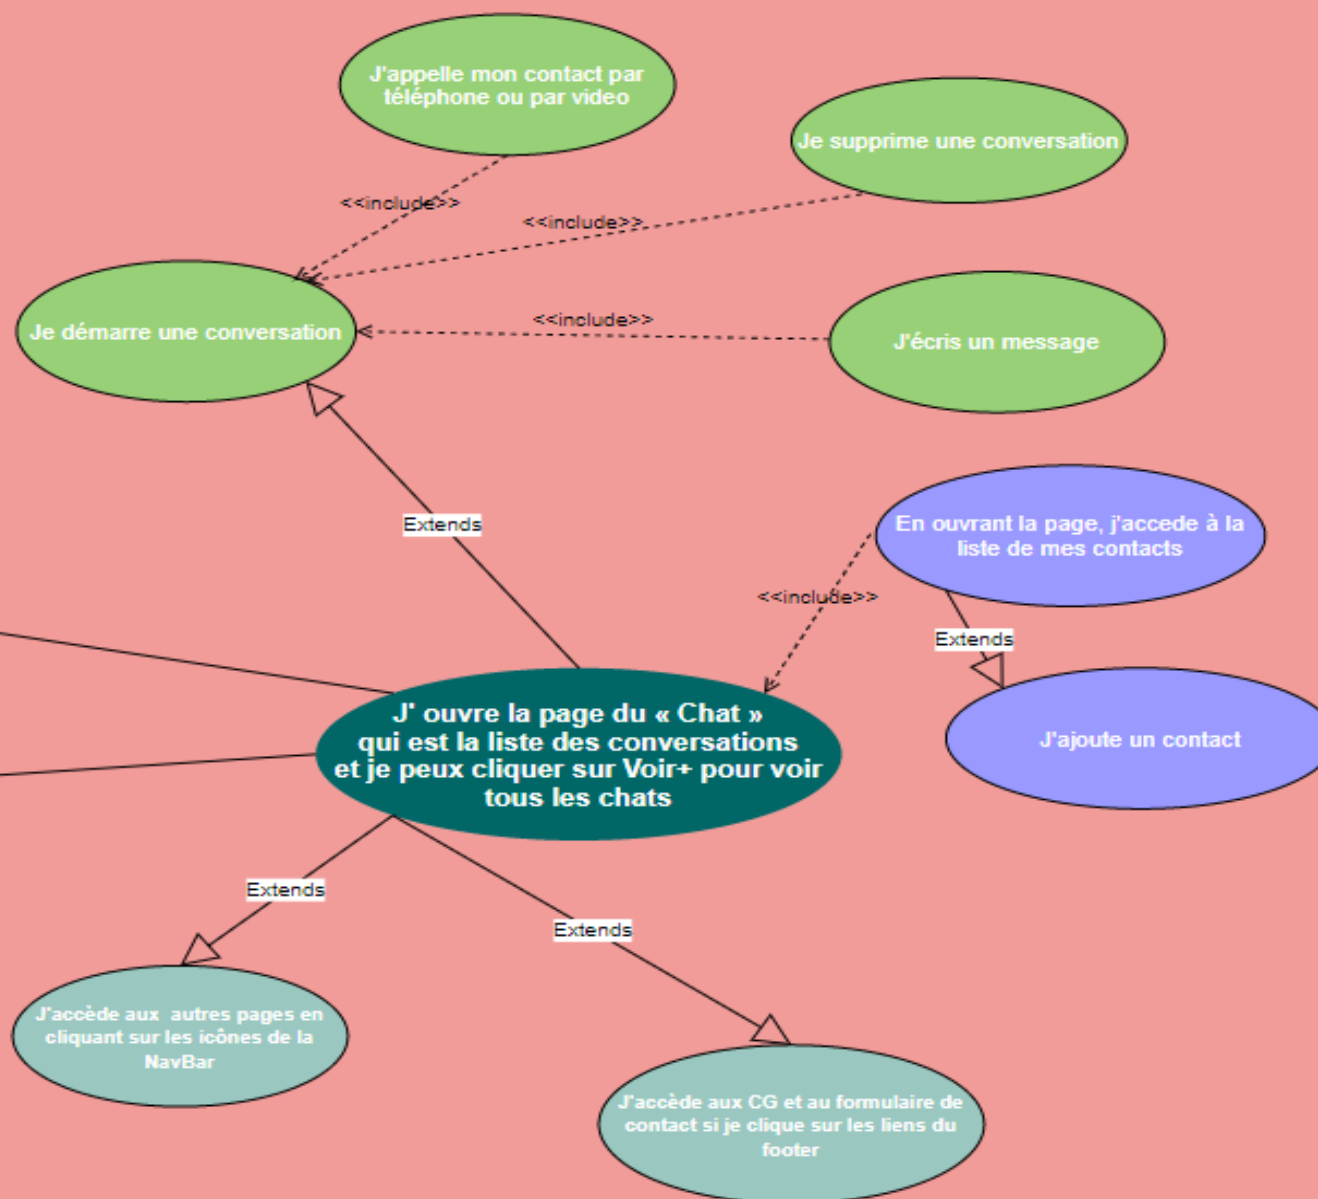 J'appelle mon contact par
téléphone ou par video
Je supprime une conversation
<<include>>
<<include>>
Je démarre une conversation
<<include>>
J'écris un message
Extends
En ouvrant la page, j'accede à la
liste de mes contacts
<<include>>
Extends
J' ouvre la page du « Chat »
qui est la liste des conversations
et je peux cliquer sur Voir+ pour voir
tous les chats
J'ajoute un contact
Extends
Extends
J'accède aux  autres pages en
cliquant sur les icônes de la
NavBar
J'accède aux CG et au formulaire de
contact si je clique sur les liens du
footer